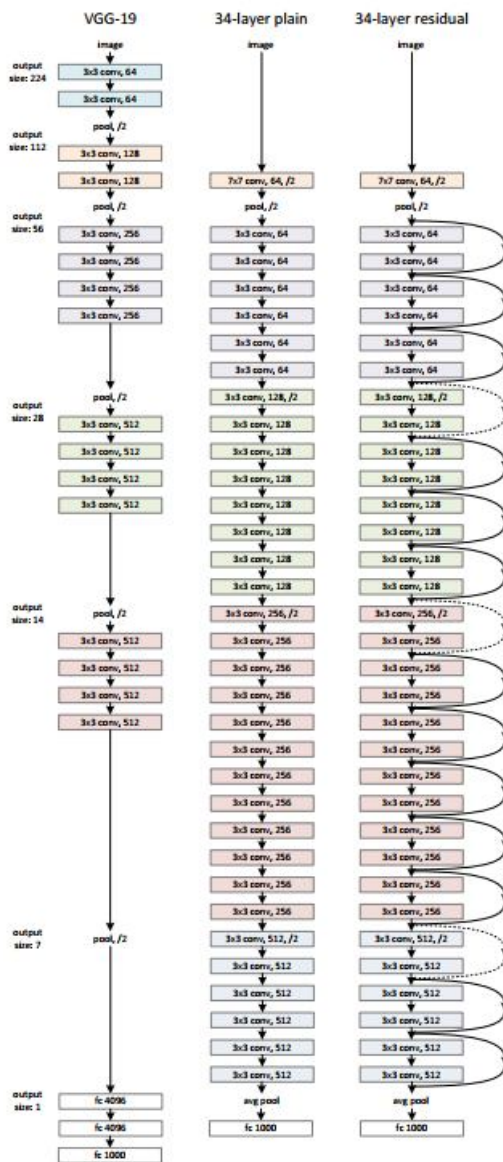 output
size: 224
output
size: 112
output
size: 56
output
size: 28
output
size: 14
output
size: 7
output
size: 1
VGG-19
image
3x3 conv, 64
3x3 conv, 64
pool, /2
3x3 conv, 128
3x3 conv, 128
pool, /2
3x3 conv, 256
3x3 conv, 256
3x3 conv, 256
3x3 conv, 256
pool, /2
3x3 conv, 512
3x3 conv, 512
3x3 conv, 512
3x3 conv, 512
pool, /2
3x3 conv, 512
3x3 conv, 512
3x3 conv, 512
3x3 conv, 512
pool, /2
fc 4096
fc 4096
fc 1000
34-layer plain
image
7x7 conv, 64, /2
pool, /2
3x3 conv, 64
3x3 conv, 64
3x3 conv, 64
3x3 conv, 64
3x3 conv, 64
3x3 conv, 64
3x3 conv, 128, /2
3x3 conv, 128
3x3 conv, 128
3x3 conv, 128
3x3 conv, 128
3x3 conv, 128
3x3 conv, 128
3x3 conv, 128
3x3 conv, 256, /2
3x3 conv, 256
3x3 conv, 256
3x3 conv, 256
3x3 conv, 256
3x3 conv, 256
3x3 conv, 256
3x3 conv, 256
3x3 conv, 256
3x3 conv, 256
3x3 conv, 256
3x3 conv, 256
3x3 conv, 512, /2
3x3 conv, 512
3x3 conv, 512
3x3 conv, 512
3x3 conv, 512
3x3 conv, 512
avg pool
fc 1000
34-layer residual
image
7x7 conv, 64, /2
pool, /2
3x3 conv, 64
3x3 conv, 64
3x3 conv, 64
3x3 conv, 64
3x3 conv, 64
3x3 conv, 64
3x3 conv, 128, /2
3x3 conv, 128
3x3 conv, 128
3x3 conv, 128
3x3 conv, 128
3x3 conv, 128
3x3 conv, 128
3x3 conv, 128
3x3 conv, 256, /2
3x3 conv, 256
3x3 conv, 256
3x3 conv, 256
3x3 conv, 256
3x3 conv, 256
3x3 conv, 256
3x3 conv, 256
3x3 conv, 256
3x3 conv, 256
3x3 conv, 256
3x3 conv, 256
3x3 conv, 512, /2
3x3 conv, 512
3x3 conv, 512
3x3 conv, 512
3x3 conv, 512
3x3 conv, 512
avg pool
fc 1000